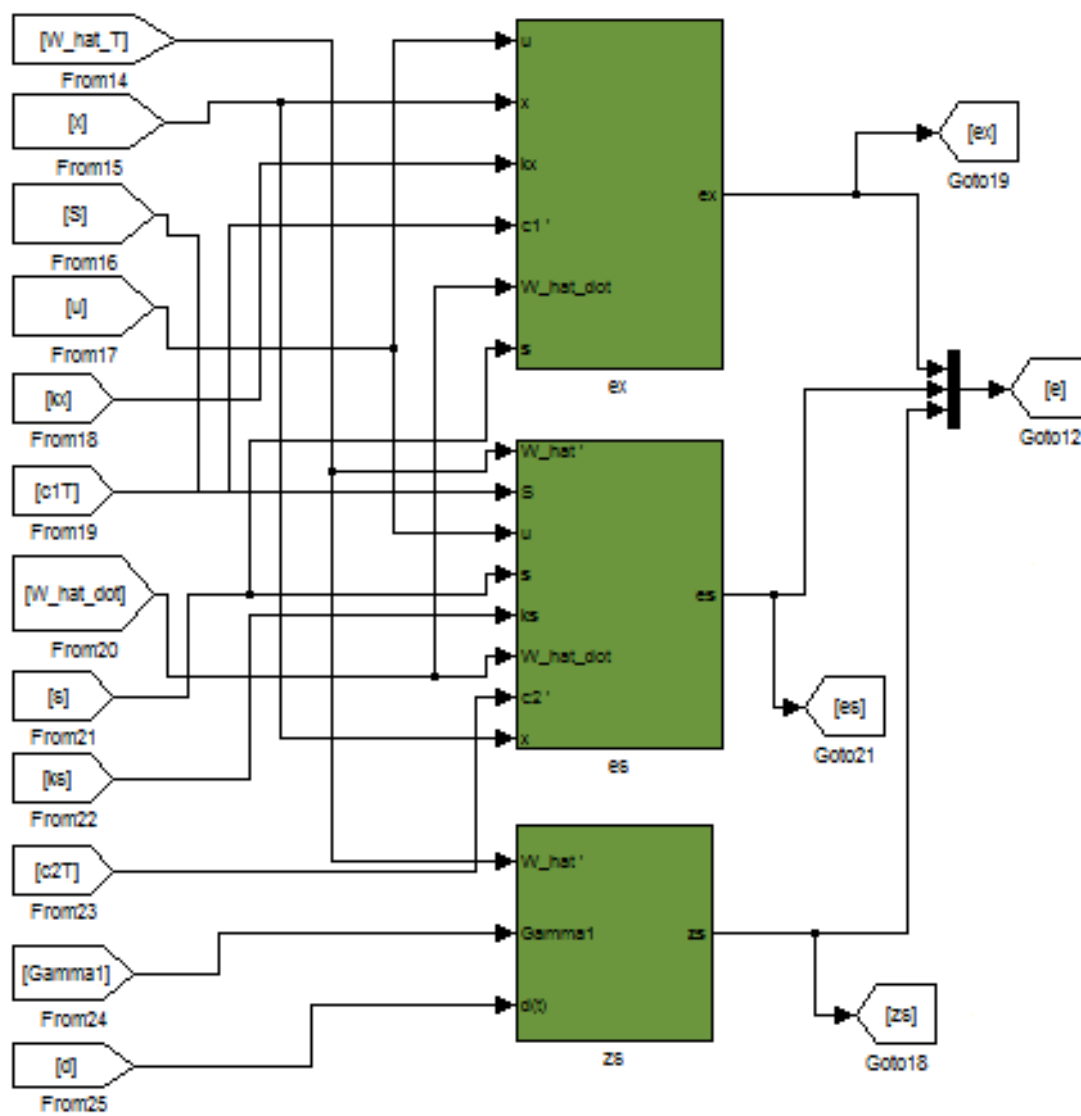 [W_hat_T]
From14
[X]
From15
[S]
From16
[u]
From17
[kx]
From18
[c1T]
From19
[W_hat_dot]
From20
[s]
From21
[ks]
From22
[c2T]
From23
[Gamma1]
From24
[d]
From25
u
x
kx
c1 '
W_hat_dot
s
ex
ex
W_hat '
S
u
s
ks
W_hat_dot
c2 '
x
es
es
W_hat '
Gamma1
d(t)
zs
zs
[ex]
Goto19
[e]
Goto12
[es]
Goto21
[zs]
Goto18